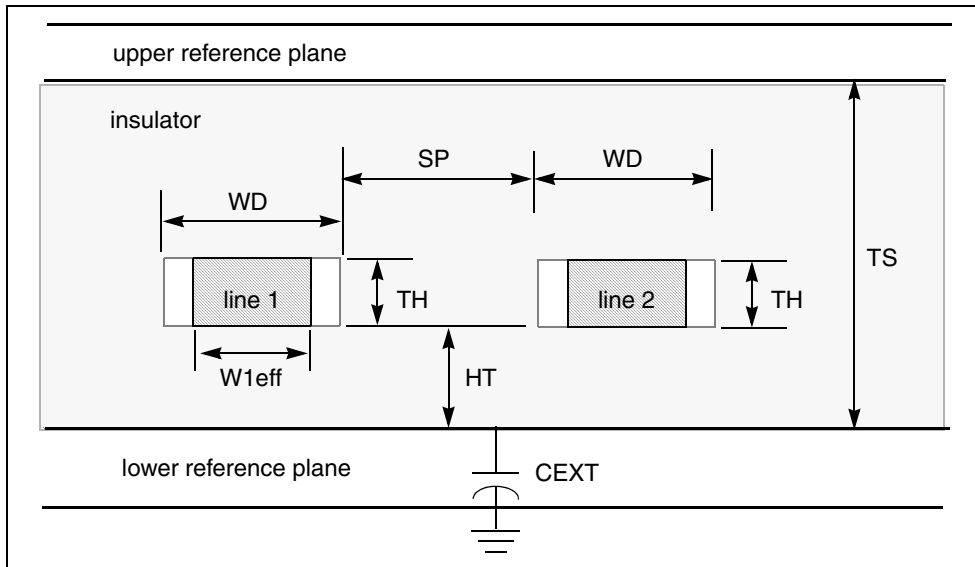 upper reference plane
insulator
SP
WD
WD
TS
line 1
TH
line 2
TH
W1eff
HT
lower reference plane
CEXT